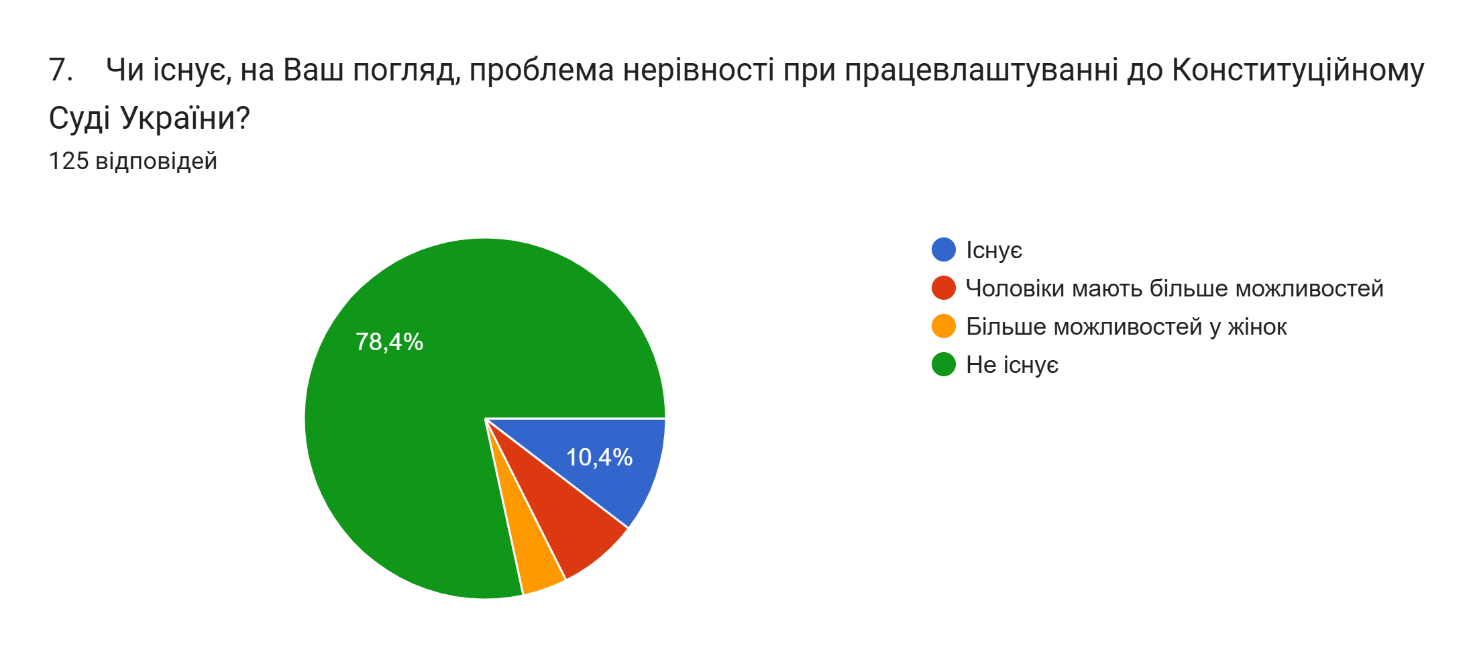 7. Чи існує, на Ваш погляд, проблема нерівності при працевлаштуванні до Конституційному
Суді України?
125 відповідей
Існує
Чоловіки мають більше можливостей
Більше можливостей у жінок
Не існує
78,4%
10,4%